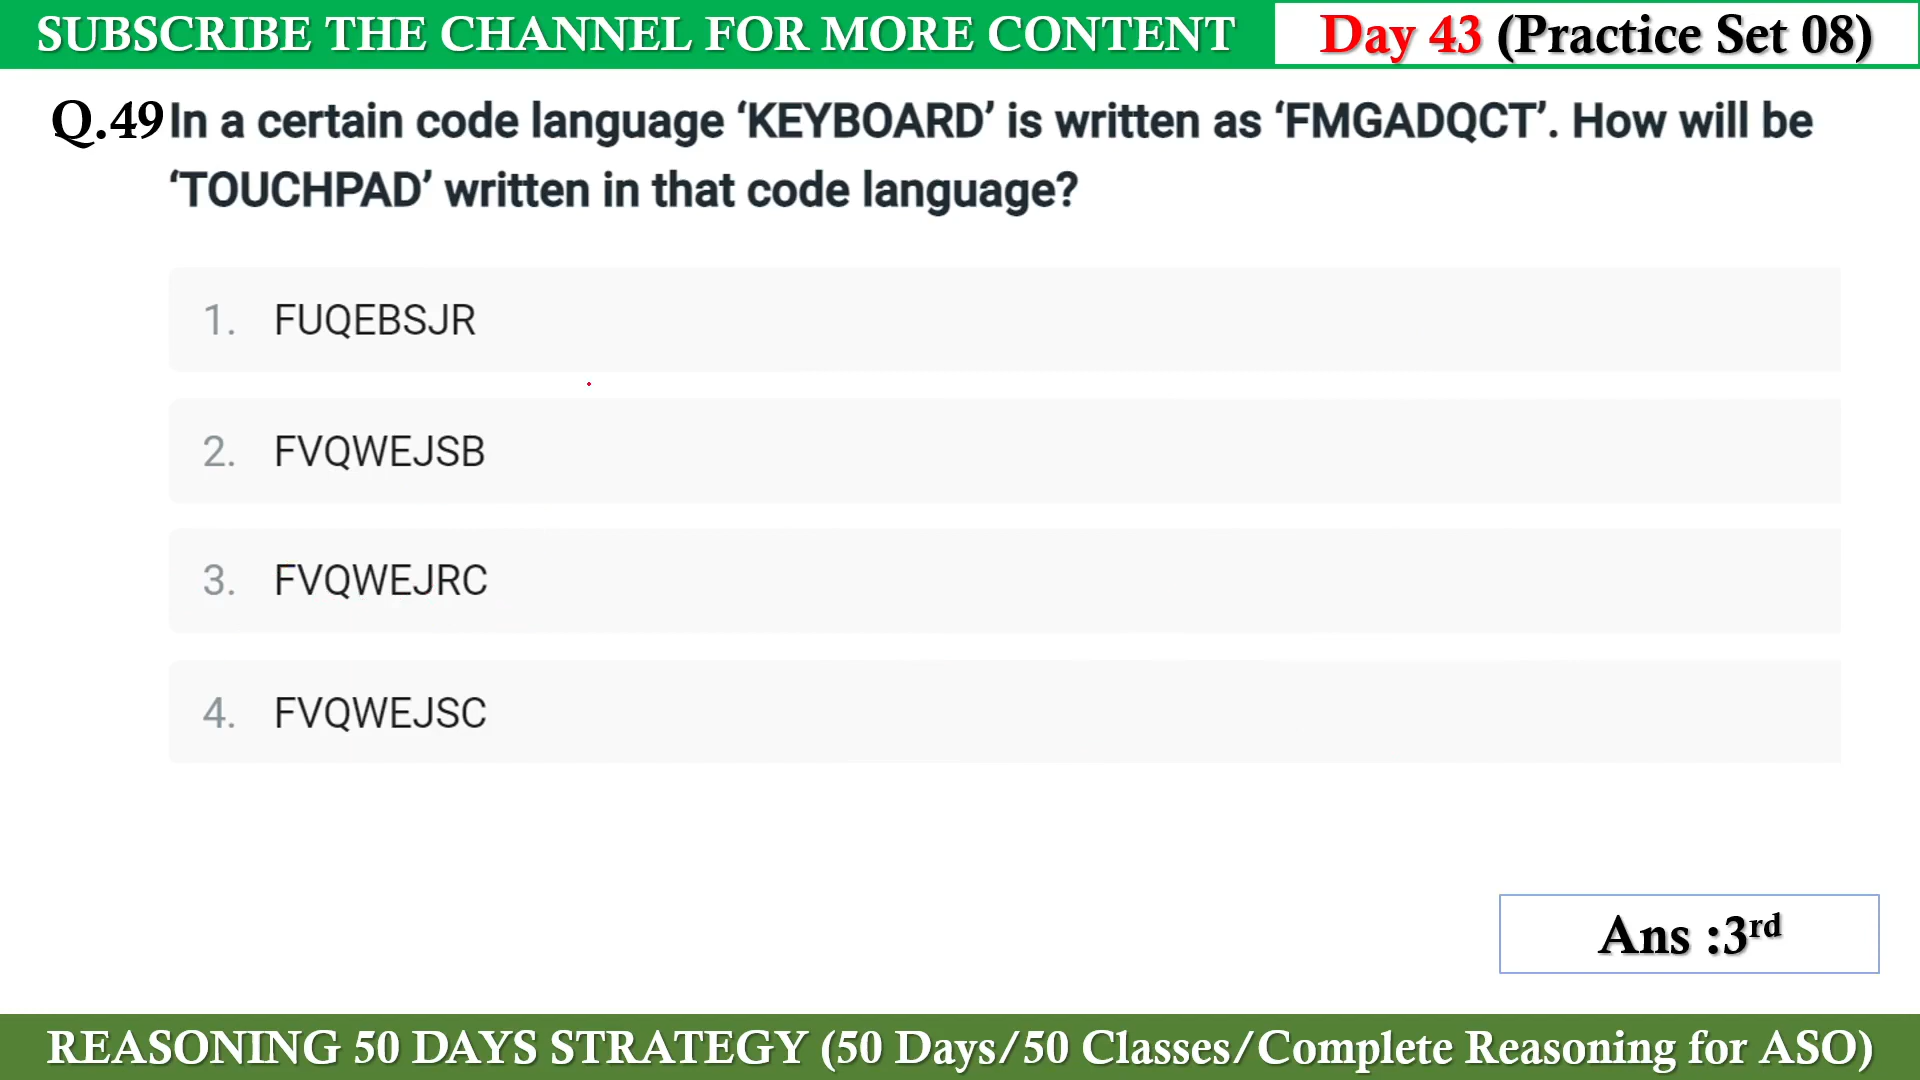 SUBSCRIBE THE CHANNEL FOR MORE CONTENT
Day 43 (Practice Set 08)
Q.49 In a certain code language ‘KEYBOARD’ is written as ‘FMGADQCT’. How will be
‘TOUCHPAD’ written in that code language?
1. FUQEBSJR
2. FVQWEJSB
3. FVQWEJRC
4. FVQWEJSC
Ans :3rd
REASONING 50 DAYS STRATEGY (50 Days/50 Classes/Complete Reasoning for ASO)